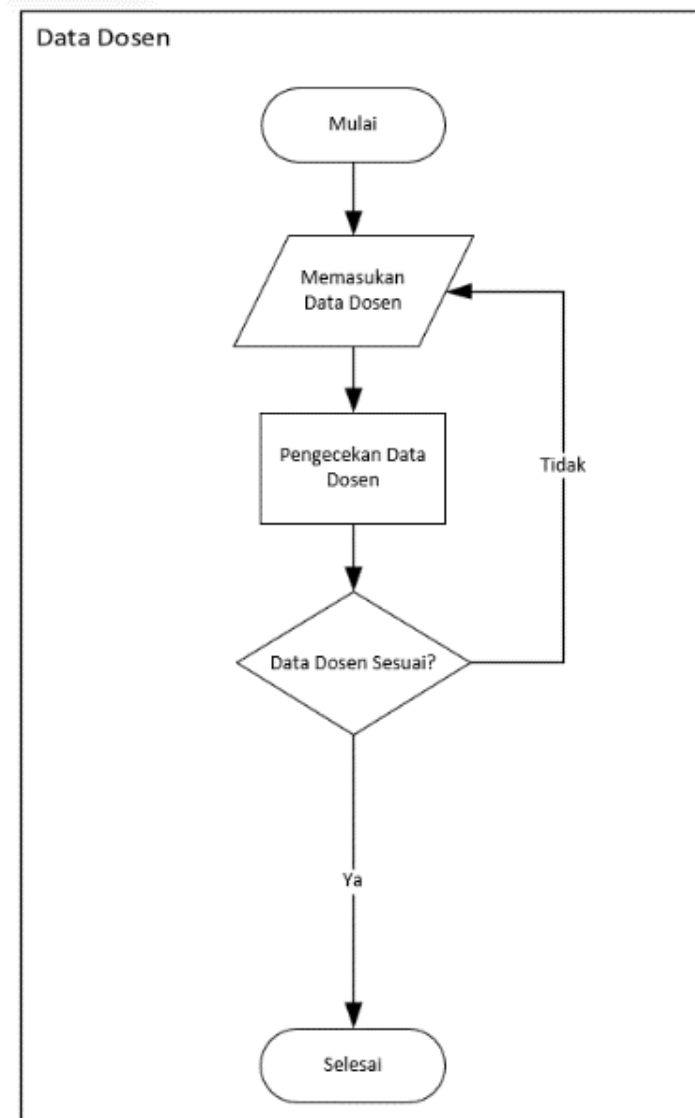 Data Dosen
Mulai
Memasukan
Data Dosen
Pengecekan Data
Dosen
Tidak
Data Dosen Sesuai?
Ya
Selesai